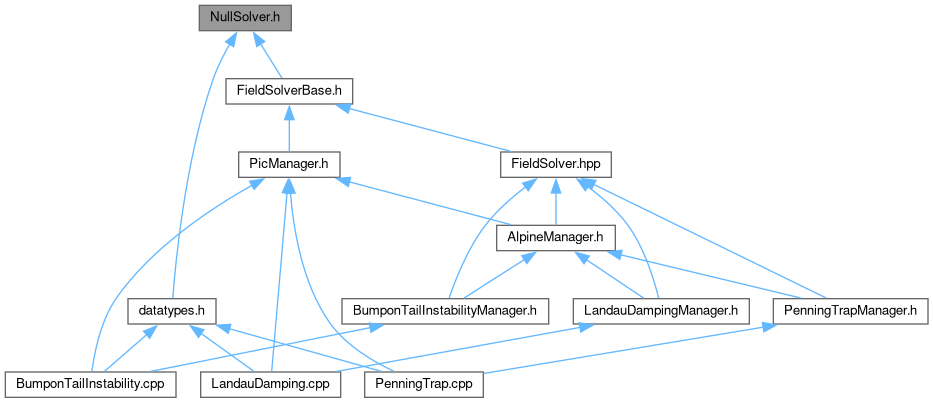 NullSolver.h
FieldSolverBase.h
PicManager.h
FieldSolver.hpp
AlpineManager.h
datatypes.h
BumponTailInstabilityManager.h
LandauDampingManager.h
PenningTrapManager.h
BumponTailInstability.cpp
LandauDamping.cpp
PenningTrap.cpp